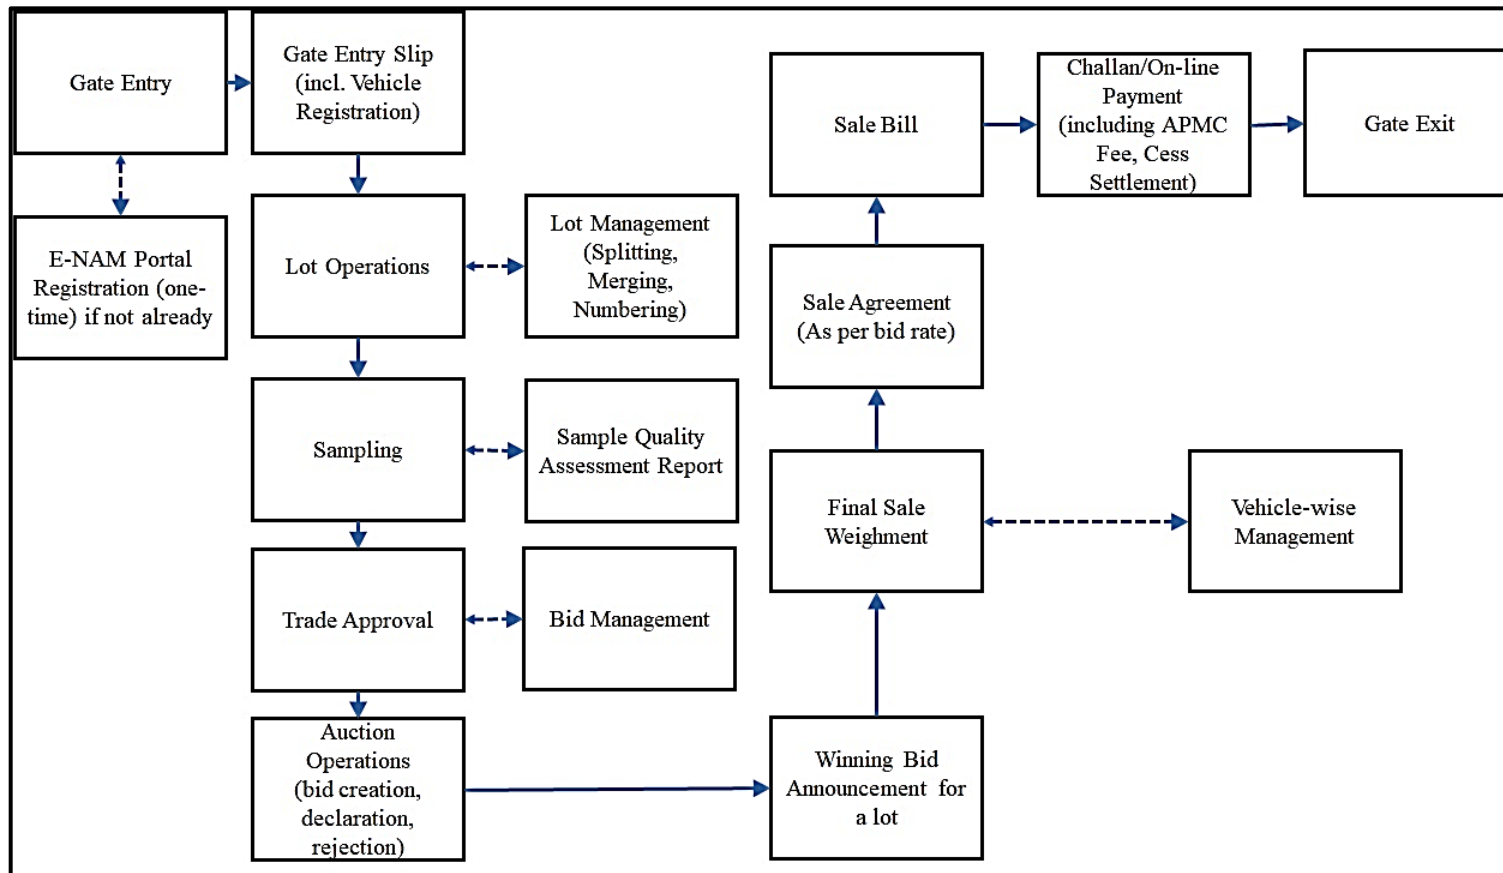 Gate Entry
Gate Entry Slip
(incl. Vehicle
Registration)
E-NAM Portal
Registration (one-
time) if not already
Lot Operations
Lot Management
(Splitting,
Merging,
Numbering)
Sampling
Sample Quality
Assessment Report
Trade Approval
Bid Management
Auction
Operations
(bid creation,
declaration,
rejection)
Winning Bid
Announcement for
a lot
Final Sale
Weighment
Vehicle-wise
Management
Sale Agreement
(As per bid rate)
Sale Bill
Challan/On-line
Payment
(including APMC
Fee, Cess
Settlement)
Gate Exit